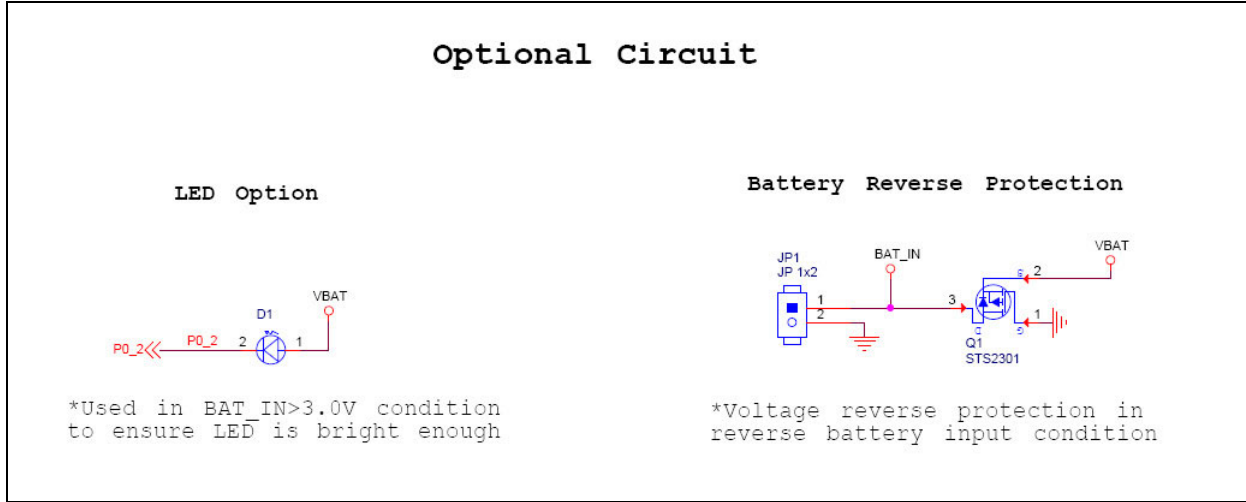 Optional Circuit
LED Option
Battery Reverse Protection
JP1
JP 1x2
BAT_IN
VBAT
1
2
3
S 2
D
G 1
Q1
STS2301
VBAT
D1
P0_2
P0_2 2 1
*Used in BAT_IN>3.0V condition
to ensure LED is bright enough
*Voltage reverse protection in
reverse battery input condition